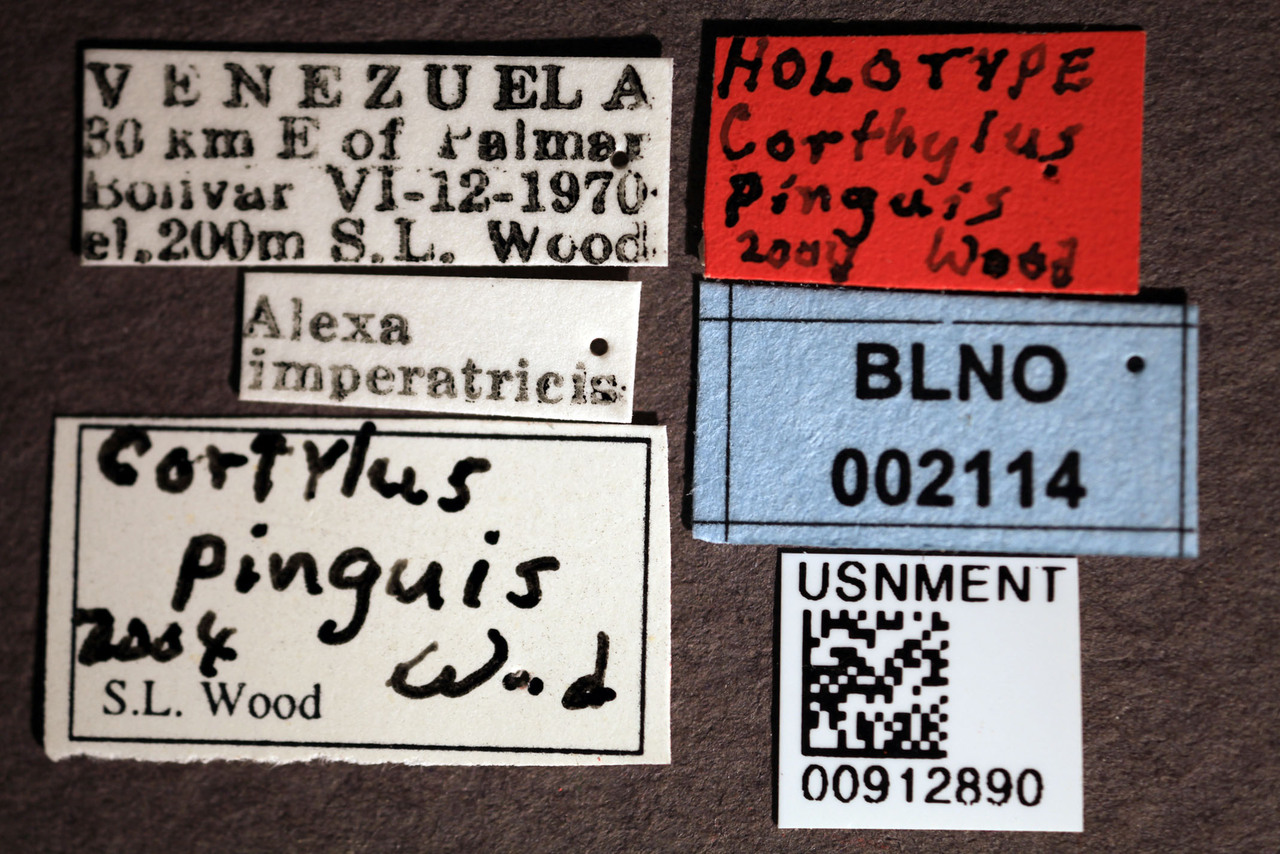 VENEZUELA
30 km E of Palmar
Bolivar VI-12-1970
el.200m S.L. Wood
Alexa
imperatricis
Cortylus
pinguis
2004 Wood
S.L. Wood
HOLOTYPE
Corthylus
pinguis
2004 Wood
BLNO
002114
USNMENT
00912890